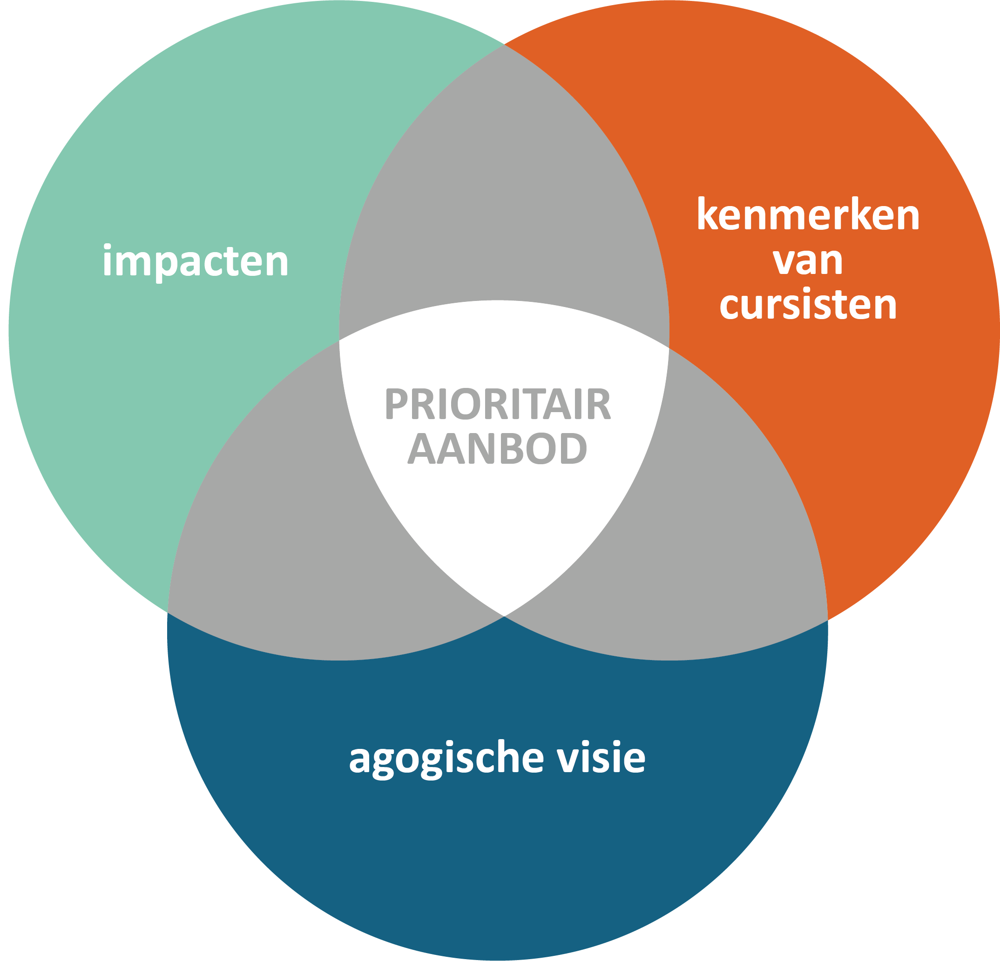 impacten
kenmerken
van
cursisten
PRIORITAIR
AANBOD
agogische visie